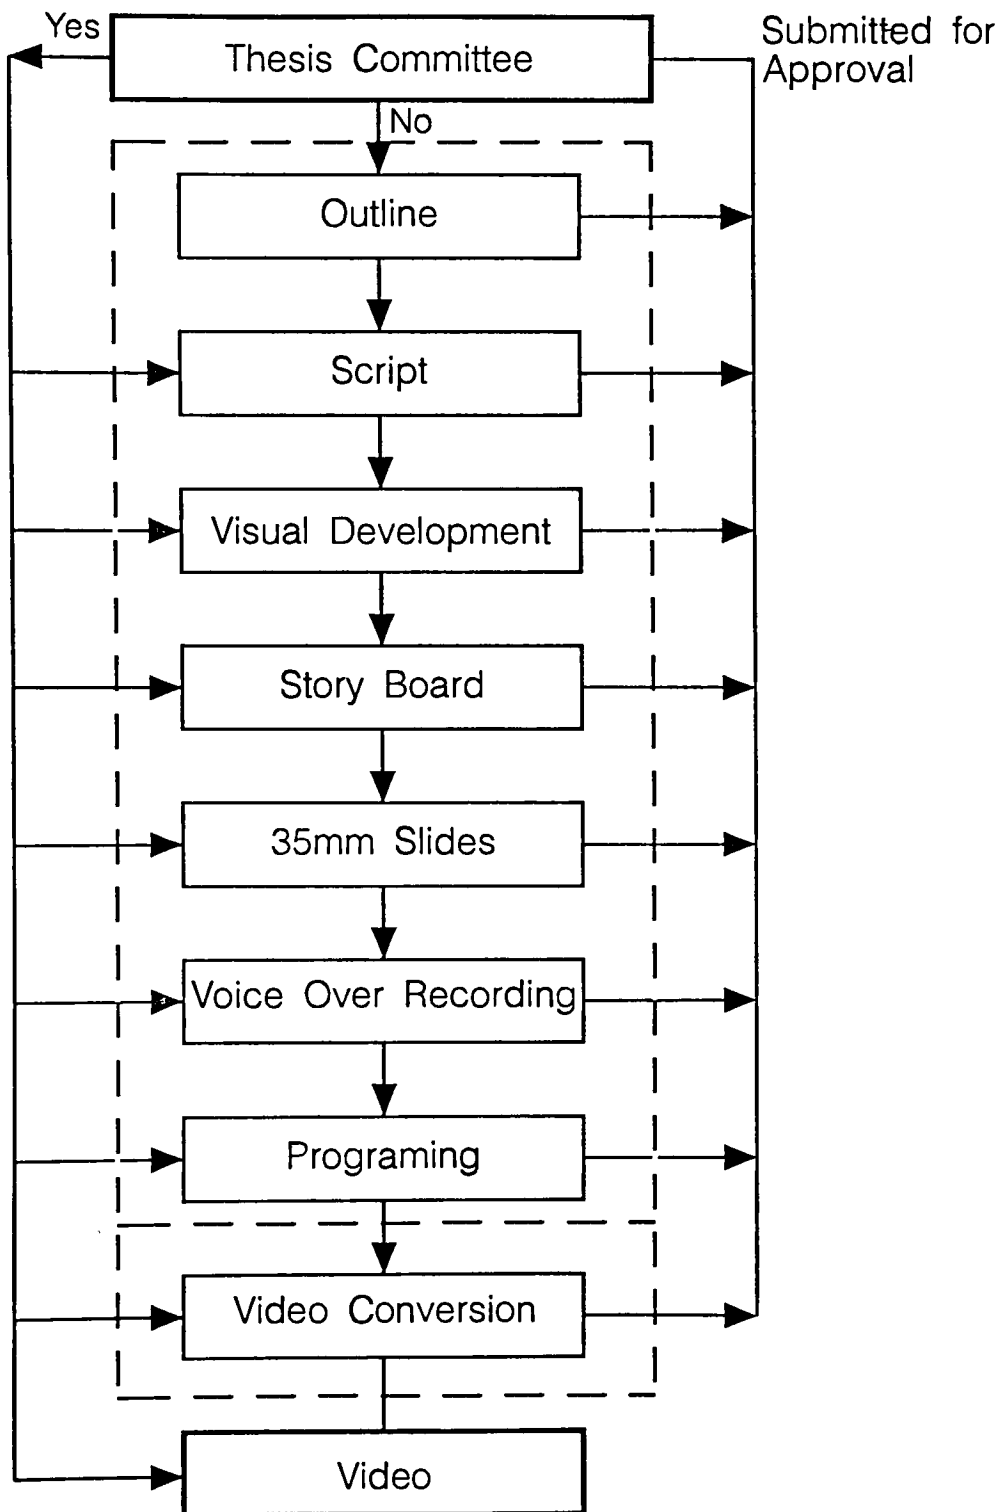 Yes
Thesis Committee
Submitted for
Approval
No
Outline
Script
Visual Development
Story Board
35mm Slides
Voice Over Recording
Programing
Video Conversion
Video